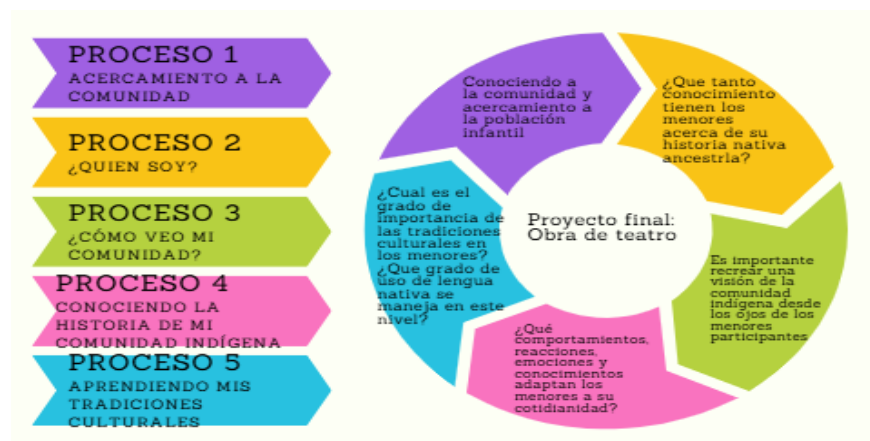 PROCESO 1
ACERCAMIENTO A LA
COMUNIDAD
PROCESO 2
¿QUIEN SOY?
PROCESO 3
¿CÓMO VEO MI
COMUNIDAD?
PROCESO 4
CONOCIENDO LA
HISTORIA DE MI
COMUNIDAD INDÍGENA
PROCESO 5
APRENDIENDO MIS
TRADICIONES
CULTURALES
Conociendo a
la comunidad y
acercamiento a
la población
infantil
¿Que tanto
conocimiento
tienen los
menores
acerca de su
historia nativa
ancestrla?
Es importante
recrear una
visión de la
comunidad
indígena desde
los ojos de los
menores
participantes
¿Qué
comportamientos,
reacciones,
emociones y
conocimientos
adaptan los
menores a su
cotidianidad?
¿Cual es el
grado de
importancia de
las tradiciones
culturales en
los menores?
¿Que grado de
uso de lengua
nativa se
maneja en este
nivel?
Proyecto final:
Obra de teatro